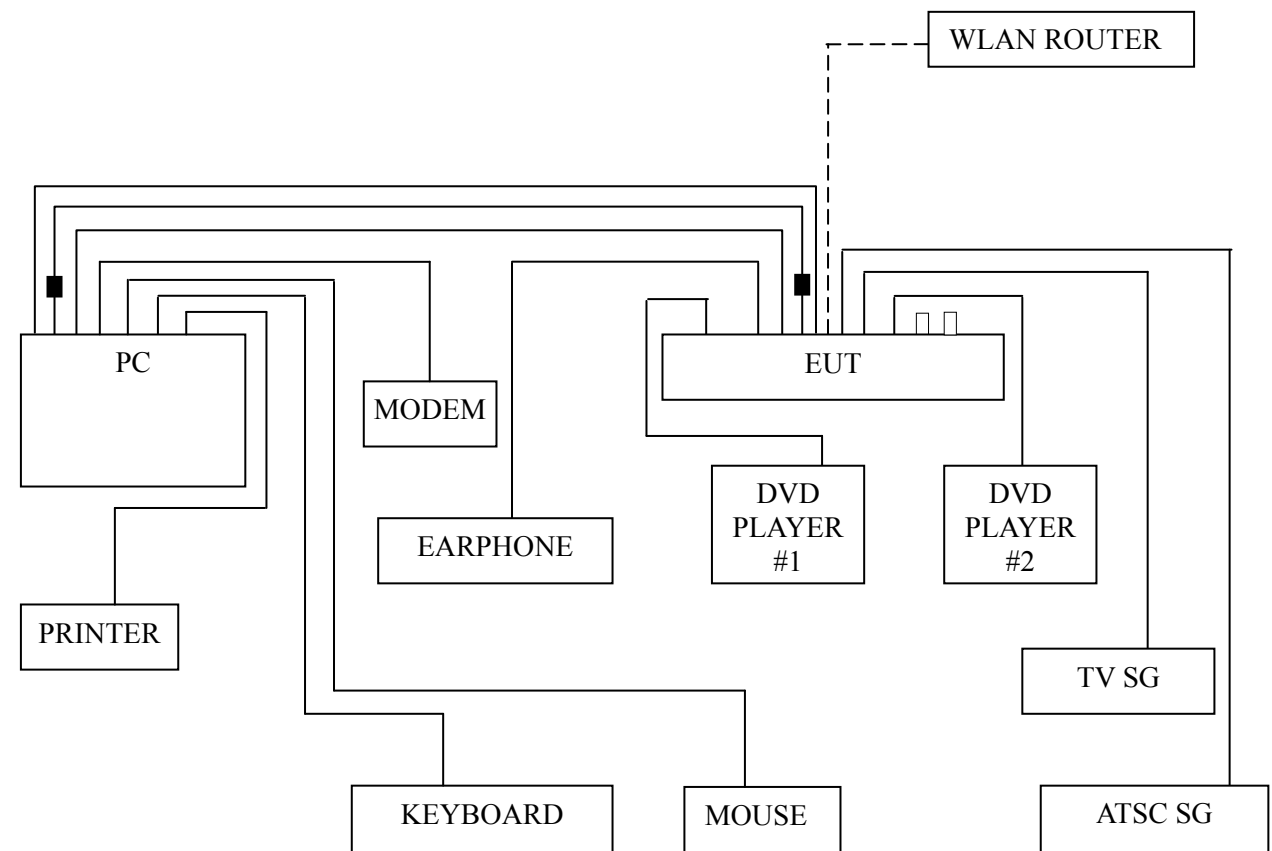 WLAN ROUTER
PC
EUT
MODEM
DVD
PLAYER
#1
DVD
PLAYER
#2
EARPHONE
PRINTER
TV SG
KEYBOARD
MOUSE
ATSC SG